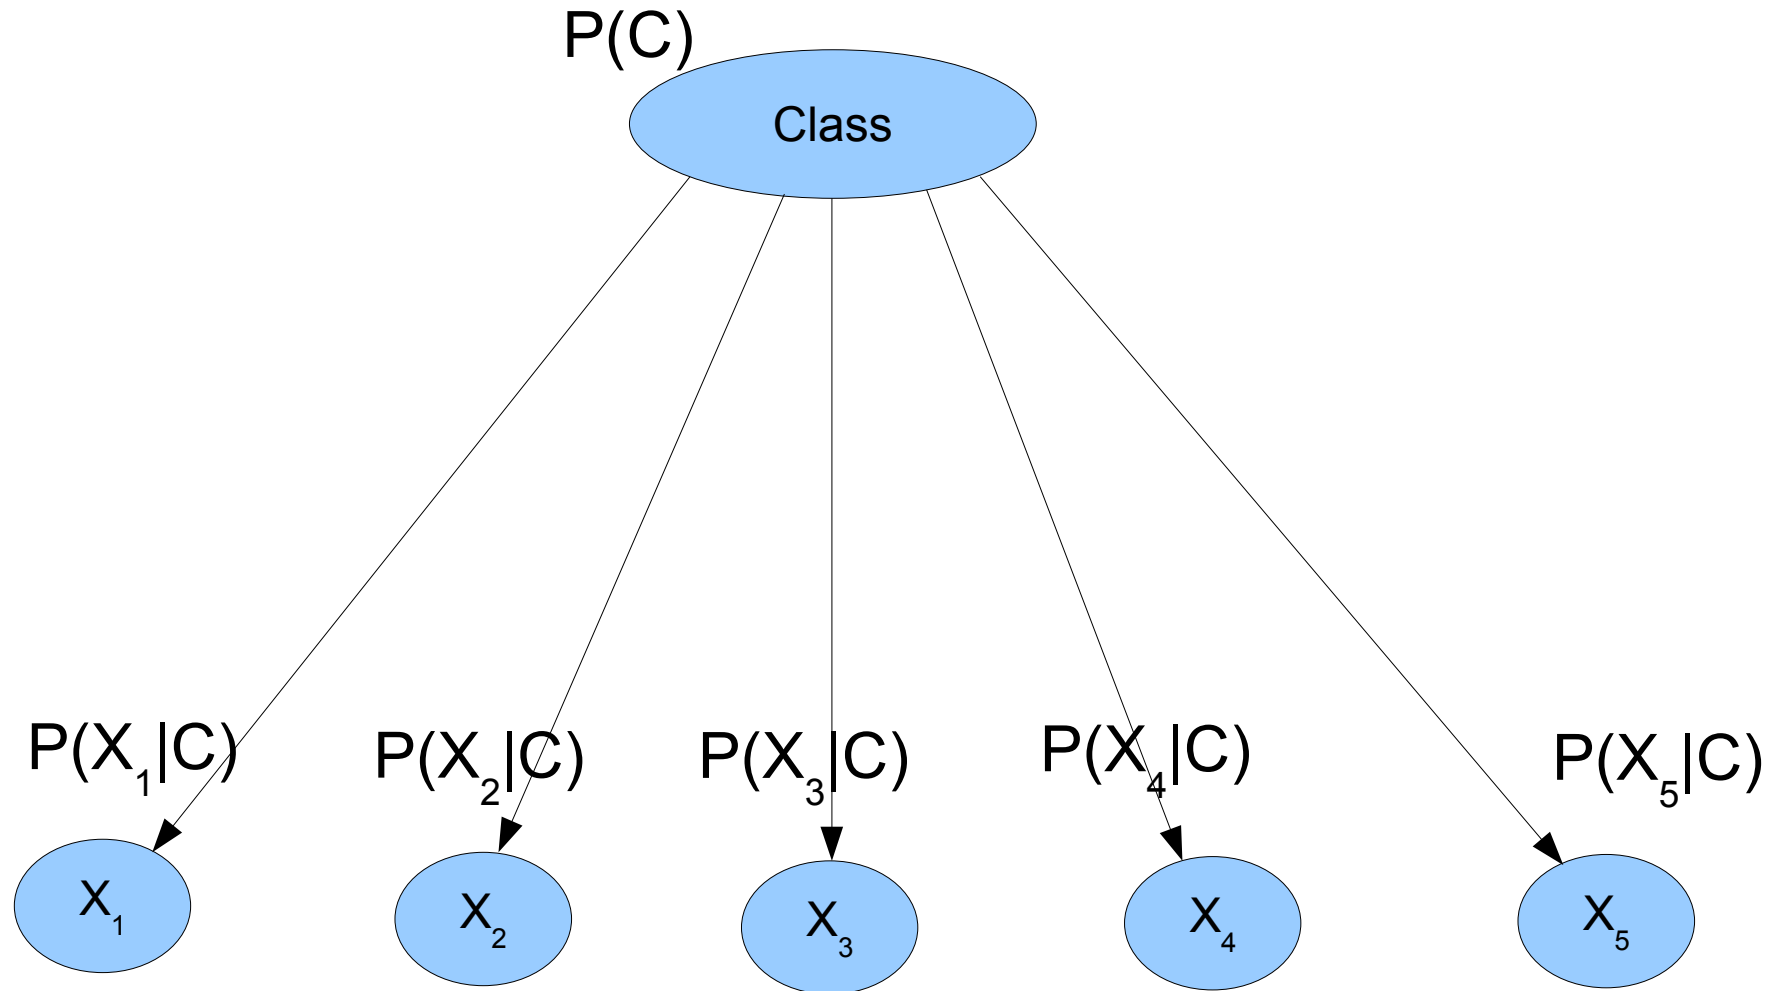 P(C)
Class
P(X₁|C)
P(X₂|C)
P(X₃|C)
P(X₄|C)
P(X₅|C)
X₁
X₂
X₃
X₄
X₅